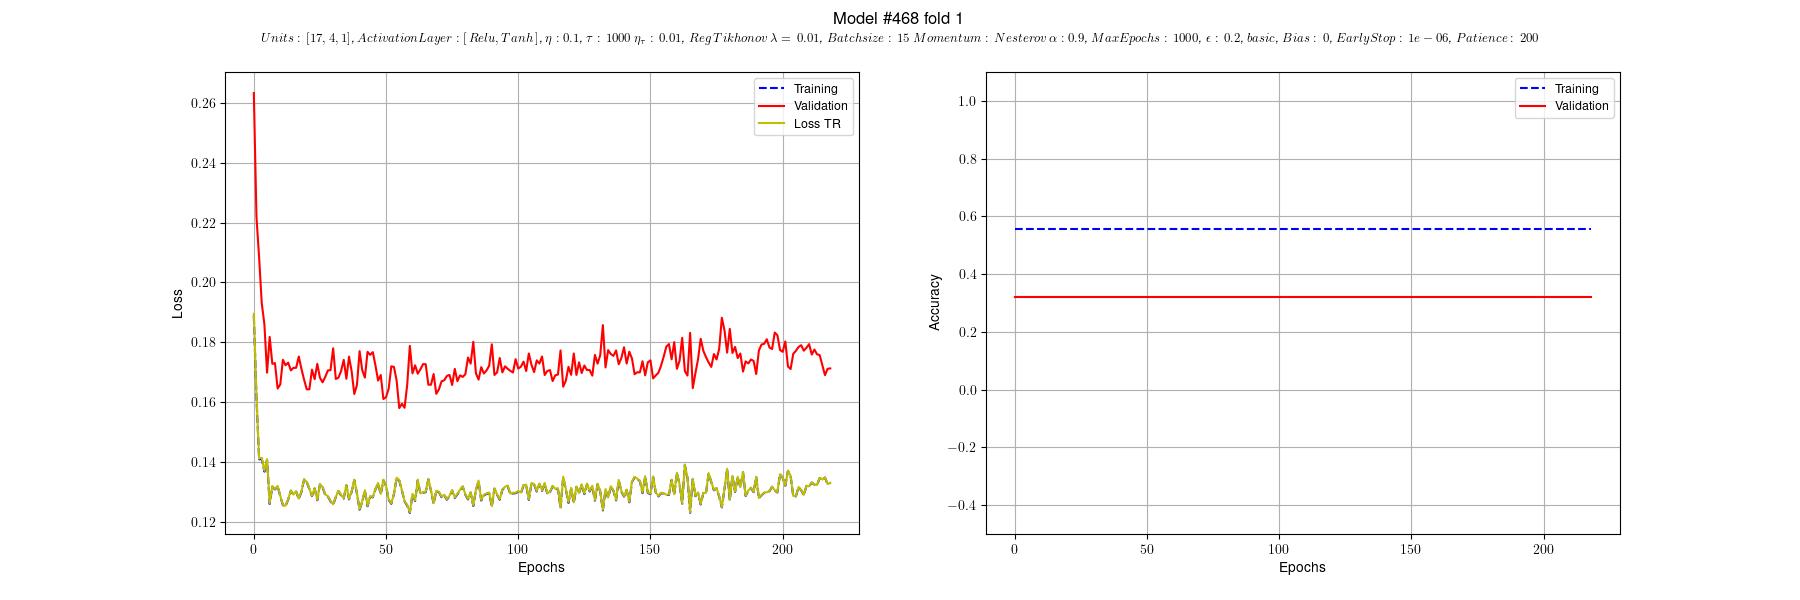 Model #468 fold 1
Units : [17, 4, 1], ActivationLayer : [ Relu, Tanh], η : 0.1, τ : 1000 ητ : 0.01, Reg Tikhonov λ = 0.01, Batchsize : 15 Momentum : Nesterov α : 0.9, MaxEpochs : 1000, ϵ : 0.2, basic, Bias : 0, EarlyStop : 1e − 06, Patience : 200
Training
Validation
Loss TR
0.26
0.24
0.22
0.20
0.18
0.16
0.14
0.12
Loss
0 50 100 150 200
Epochs
Training
Validation
1.0
0.8
0.6
0.4
0.2
0.0
−0.2
−0.4
Accuracy
0 50 100 150 200
Epochs